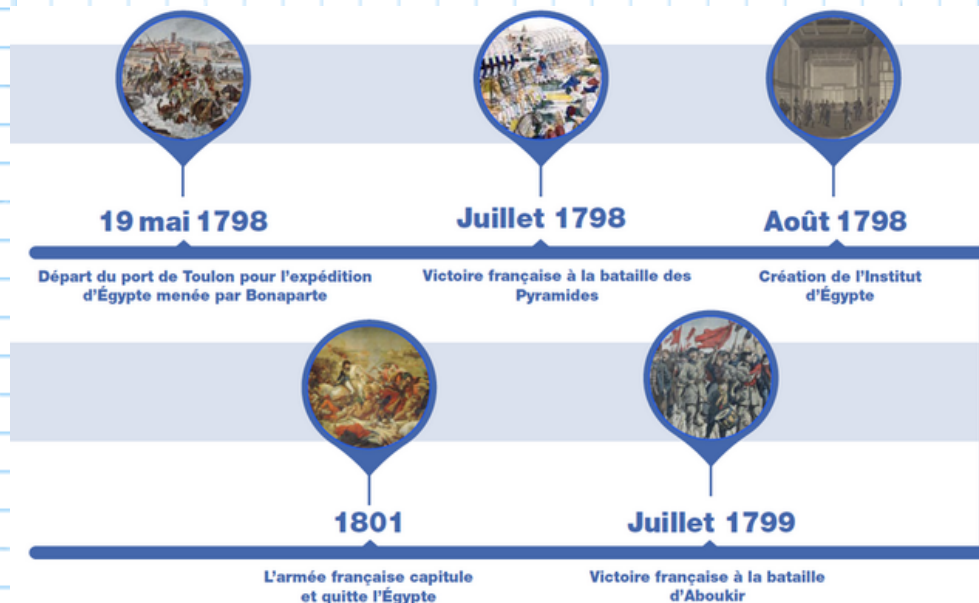 19 mai 1798
Départ du port de Toulon pour l'expédition
d'Égypte menée par Bonaparte
Juillet 1798
Victoire française à la bataille des
Pyramides
Août 1798
Création de l'Institut
d'Égypte
1801
L'armée française capitule
et quitte l'Égypte
Juillet 1799
Victoire française à la bataille
d'Aboukir